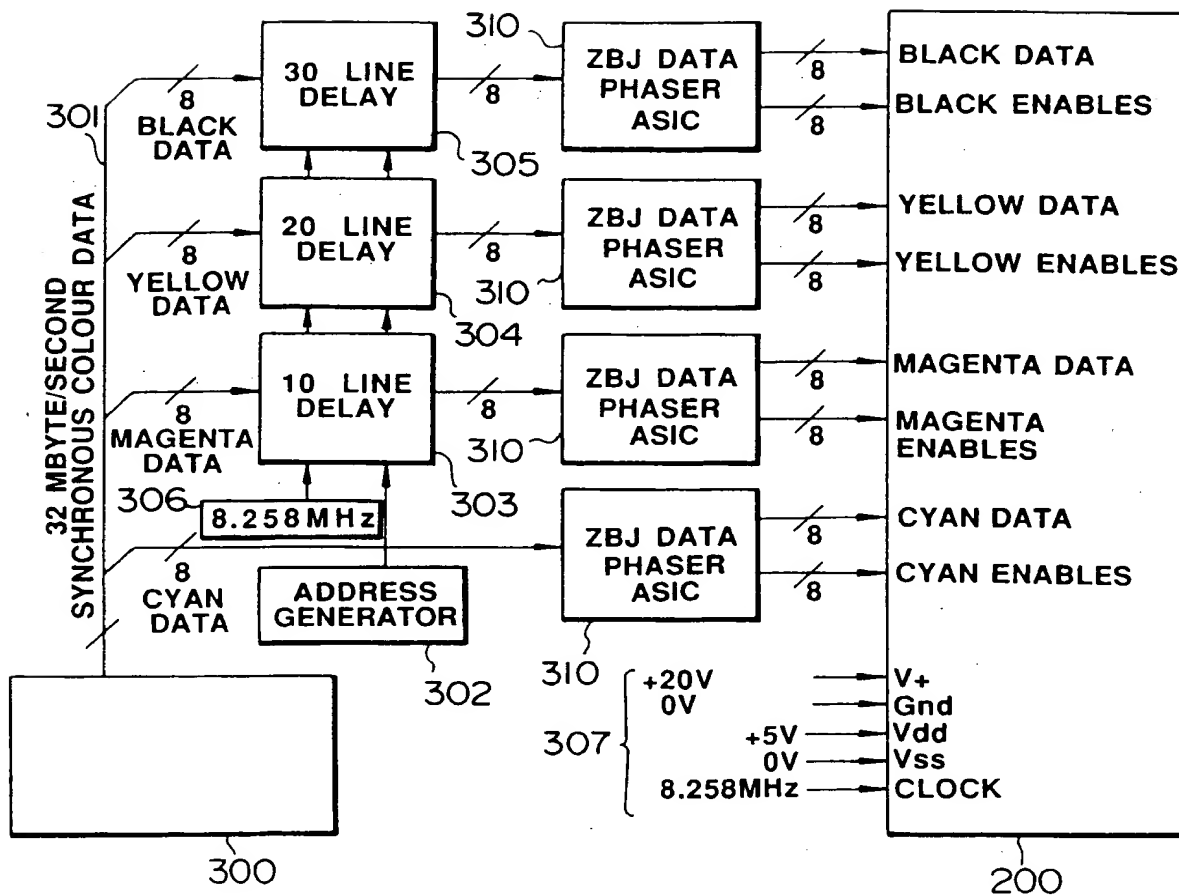 310
30 LINE
DELAY
ZBJ DATA
PHASER
ASIC
8
BLACK DATA
8
BLACK ENABLES
8
8
8
BLACK
DATA
301
305
32 MBYTE/SECOND
SYNCHRONOUS COLOUR DATA
20 LINE
DELAY
ZBJ DATA
PHASER
ASIC
8
YELLOW DATA
8
YELLOW ENABLES
8
8
YELLOW
DATA
304
310
10 LINE
DELAY
ZBJ DATA
PHASER
ASIC
8
MAGENTA DATA
8
MAGENTA
ENABLES
8
8
MAGENTA
DATA
303
310
306
8.258MHz
8
CYAN
DATA
ADDRESS
GENERATOR
302
ZBJ DATA
PHASER
ASIC
310
8
CYAN DATA
8
CYAN ENABLES
307
+20V
V+
0V
Gnd
+5V
Vdd
0V
Vss
8.258MHz
CLOCK
300
200